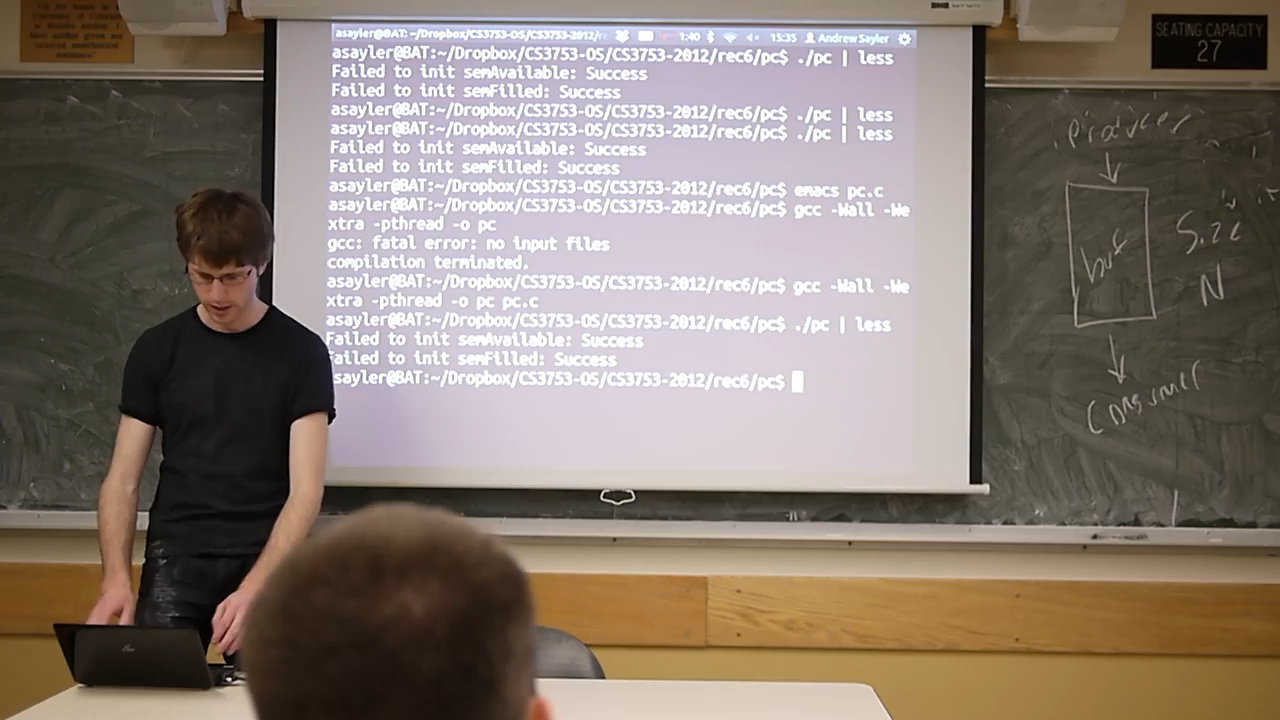 asayler@BAT: ~/Dropbox/CS3753-OS/CS3753-2012/r
1:40
15:35 Andrew Sayler
asayler@BAT:~/Dropbox/CS3753-OS/CS3753-2012/rec6/pc$ ./pc | less
Failed to init semAvailable: Success
Failed to init semFilled: Success
asayler@BAT:~/Dropbox/CS3753-OS/CS3753-2012/rec6/pc$ ./pc | less
asayler@BAT:~/Dropbox/CS3753-OS/CS3753-2012/rec6/pc$ ./pc | less
Failed to init semAvailable: Success
Failed to init semFilled: Success
asayler@BAT:~/Dropbox/CS3753-OS/CS3753-2012/rec6/pc$ emacs pc.c
asayler@BAT:~/Dropbox/CS3753-OS/CS3753-2012/rec6/pc$ gcc -Wall -We
xtra -pthread -o pc
gcc: fatal error: no input files
compilation terminated.
asayler@BAT:~/Dropbox/CS3753-OS/CS3753-2012/rec6/pc$ gcc -Wall -We
xtra -pthread -o pc pc.c
asayler@BAT:~/Dropbox/CS3753-OS/CS3753-2012/rec6/pc$ ./pc | less
Failed to init semAvailable: Success
Failed to init semFilled: Success
sayler@BAT:~/Dropbox/CS3753-OS/CS3753-2012/rec6/pc$
SEATING CAPACITY
27
Producer
buf
Size
N
Consumer